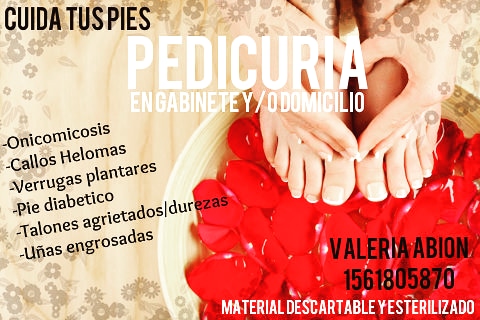 CUIDA TUS PIES
PEDICURIA
EN GABINETE Y/O DOMICILIO
-Onicomicosis
-Callos Helomas
-Verrugas plantares
-Pie diabetico
-Talones agrietados/durezas
-Uñas engrosadas
VALERIA ABION
1561805870
MATERIAL DESCARTABLE Y ESTERILIZADO